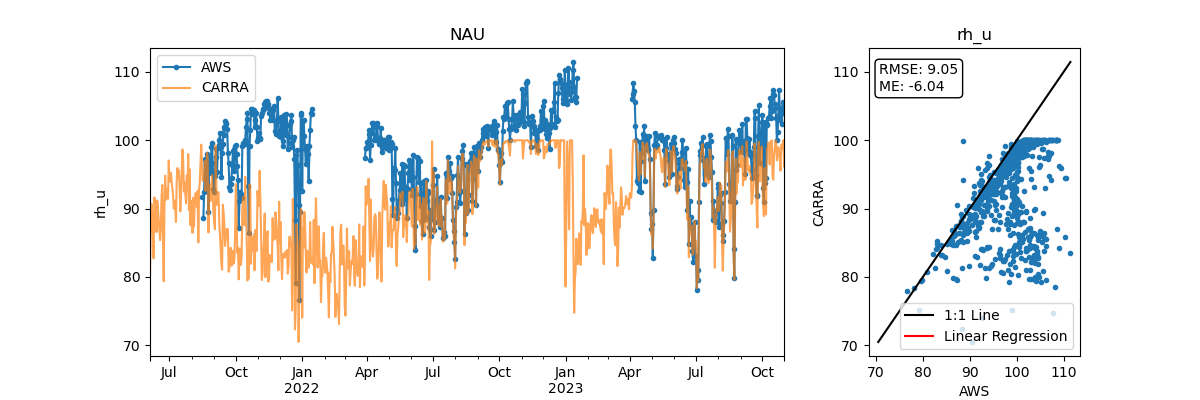 NAU
rh_u
AWS
CARRA
110
100
90
80
70
rh_u
Jul
Oct
Jan
2022
Apr
Jul
Oct
Jan
2023
Apr
Jul
Oct
rh_u
RMSE: 9.05
ME: -6.04
110
100
90
80
70
CARRA
1:1 Line
Linear Regression
70
80
90
100
110
AWS